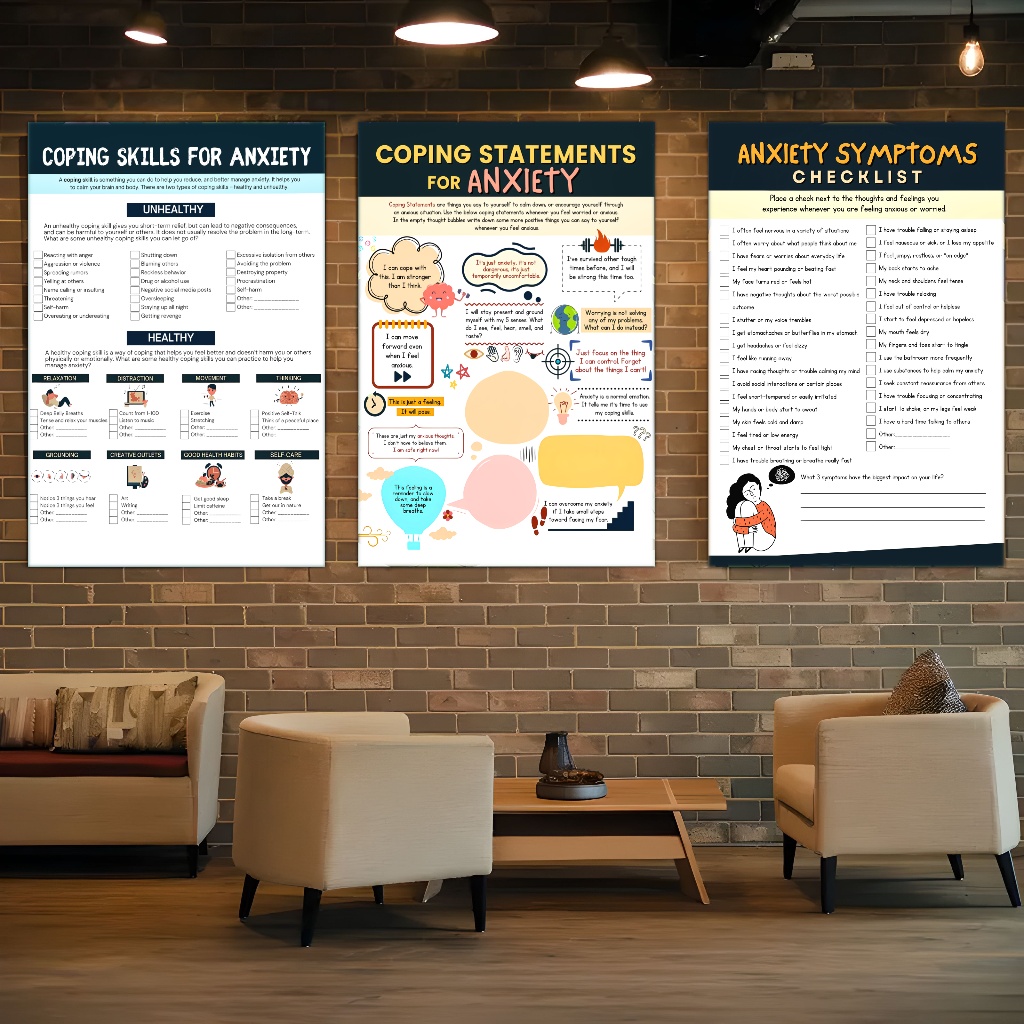 COPING SKILLS FOR ANXIETY
A coping skill is something you can do to help you reduce, and better manage anxiety. It helps you
to calm your brain and body. There are two types of coping skills - healthy and unhealthy
UNHEALTHY
An unhealthy coping skill gives you short-term relief, but can lead to negative consequences,
and can be harmful to yourself or others. It does not usually resolve the problem in the long term.
What are some unhealthy coping skills you can let go of?
Reacting with anger
Aggression or violence
Spreading rumors
Yelling at others
Name calling or insulting
Threatening
Self-harm
Overeating or undereating
Shutting down
Blaming others
Reckless behavior
Drug or alcohol use
Negative social media posts
Oversleeping
Staying up all night
Getting revenge
Excessive isolation from others
Avoiding the problem
Destroying property
Procrastination
Self-harm
Other:
Other:
HEALTHY
A healthy coping skill is a way of coping that helps you feel better and doesn't harm you or others
physically or emotionally. What are some healthy coping skills you can practice to help you
manage anxiety?
RELAXATION
Deep Belly Breaths
Tense and relax your muscles
Other:
Other:
DISTRACTION
Count from 1-100
Listen to music
Other:
Other:
MOVEMENT
Exercise
Stretching
Other:
Other:
THINKING
Positive Self-Talk
Think of a peaceful place
Other:
Other:
GROUNDING
Notice 3 things you hear
Notice 3 things you feel
Other:
Other:
CREATIVE OUTLETS
Art
Writing
Other:
Other:
GOOD HEALTH HABITS
Get good sleep
Limit caffeine
Other:
Other:
SELF-CARE
Take a break
Get out in nature
Other:
Other:
COPING STATEMENTS
FOR ANXIETY
Coping Statements are things you say to yourself to calm down, or encourage yourself through
an anxious situation. Use the below coping statements whenever you feel worried or anxious.
In the empty thought bubbles write down some more positive things you can say to yourself
whenever you feel anxious.
I can cope with
this. I am stronger
than I think.
It's just anxiety, it's not
dangerous, it's just
temporarily uncomfortable.
I've survived other tough
times before, and I will
be strong this time too.
I will stay present and ground
myself with my 5 senses. What
do I see, feel, hear, smell, and
taste?
Worrying is not solving
any of my problems.
What can I do instead?
I can move
forward even
when I feel
anxious.
Just focus on the thing
I can control. Forget
about the things I can't!
This is just a feeling.
It will pass
Anxiety is a normal emotion.
It tells me it's time to use
my coping skills.
These are just my anxious thoughts
I don't have to believe them.
I am safe right now!
???
This feeling is a
reminder to slow
down, and take
some deep
breaths.
I can overcome my anxiety
if I take small steps
toward facing my fear.
ANXIETY SYMPTOMS
CHECKLIST
Place a check next to the thoughts and feelings you
experience whenever you are feeling anxious or worried.
I often feel nervous in a variety of situations
I often worry about what people think about me
I have fears or worries about everyday life
I feel my heart pounding or beating fast
My face turns red or feels hot
I have negative thoughts about the worst possible
outcome
I stutter or my voice trembles
I get stomachaches or butterflies in my stomach
I get headaches or feel dizzy
I feel like running away
I have racing thoughts or trouble calming my mind
I avoid social interactions or certain places
I feel short-tempered or easily irritated
My hands or body start to sweat
My skin feels cold and damp
I feel tired or low energy
My chest or throat starts to feel tight
I have trouble breathing or breathe really fast
I have trouble falling or staying asleep
I feel nauseous or sick, or I lose my appetite
I feel jumpy, restless, or "on edge"
My back starts to ache
My neck and shoulders feel tense
I have trouble relaxing
I feel out of control or helpless
I start to feel depressed or hopeless
My mouth feels dry
My fingers and toes start to tingle
I use the bathroom more frequently
I use substances to help calm my anxiety
I seek constant reassurance from others
I have trouble focusing or concentrating
I start to shake, or my legs feel weak
I have a hard time talking to others
Other:
Other:
What 3 symptoms have the biggest impact on your life?